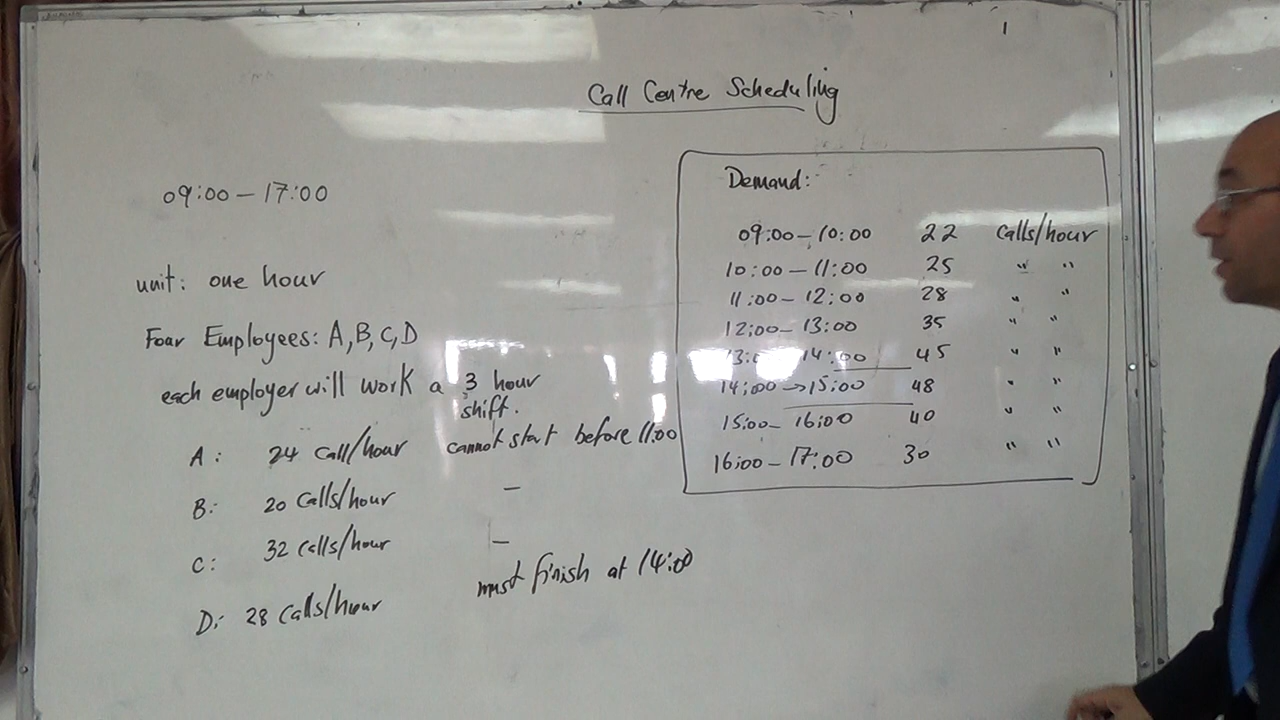 Call Centre Scheduling
09:00 – 17:00
unit: one hour
Four Employees: A, B, C, D
each employer will work a 3 hour
shift.
A: 24 Call/hour cannot start before 11:00
B: 20 Calls/hour –
C: 32 Calls/hour –
D: 28 Calls/hour must finish at 14:00
Demand:
09:00 – 10:00 22 Calls/hour
10:00 – 11:00 25 " "
11:00 – 12:00 28 " "
12:00 – 13:00 35 " "
13:00 14:00 45 " "
14:00 → 15:00 48 " "
15:00 – 16:00 40 " "
16:00 – 17:00 30 " "